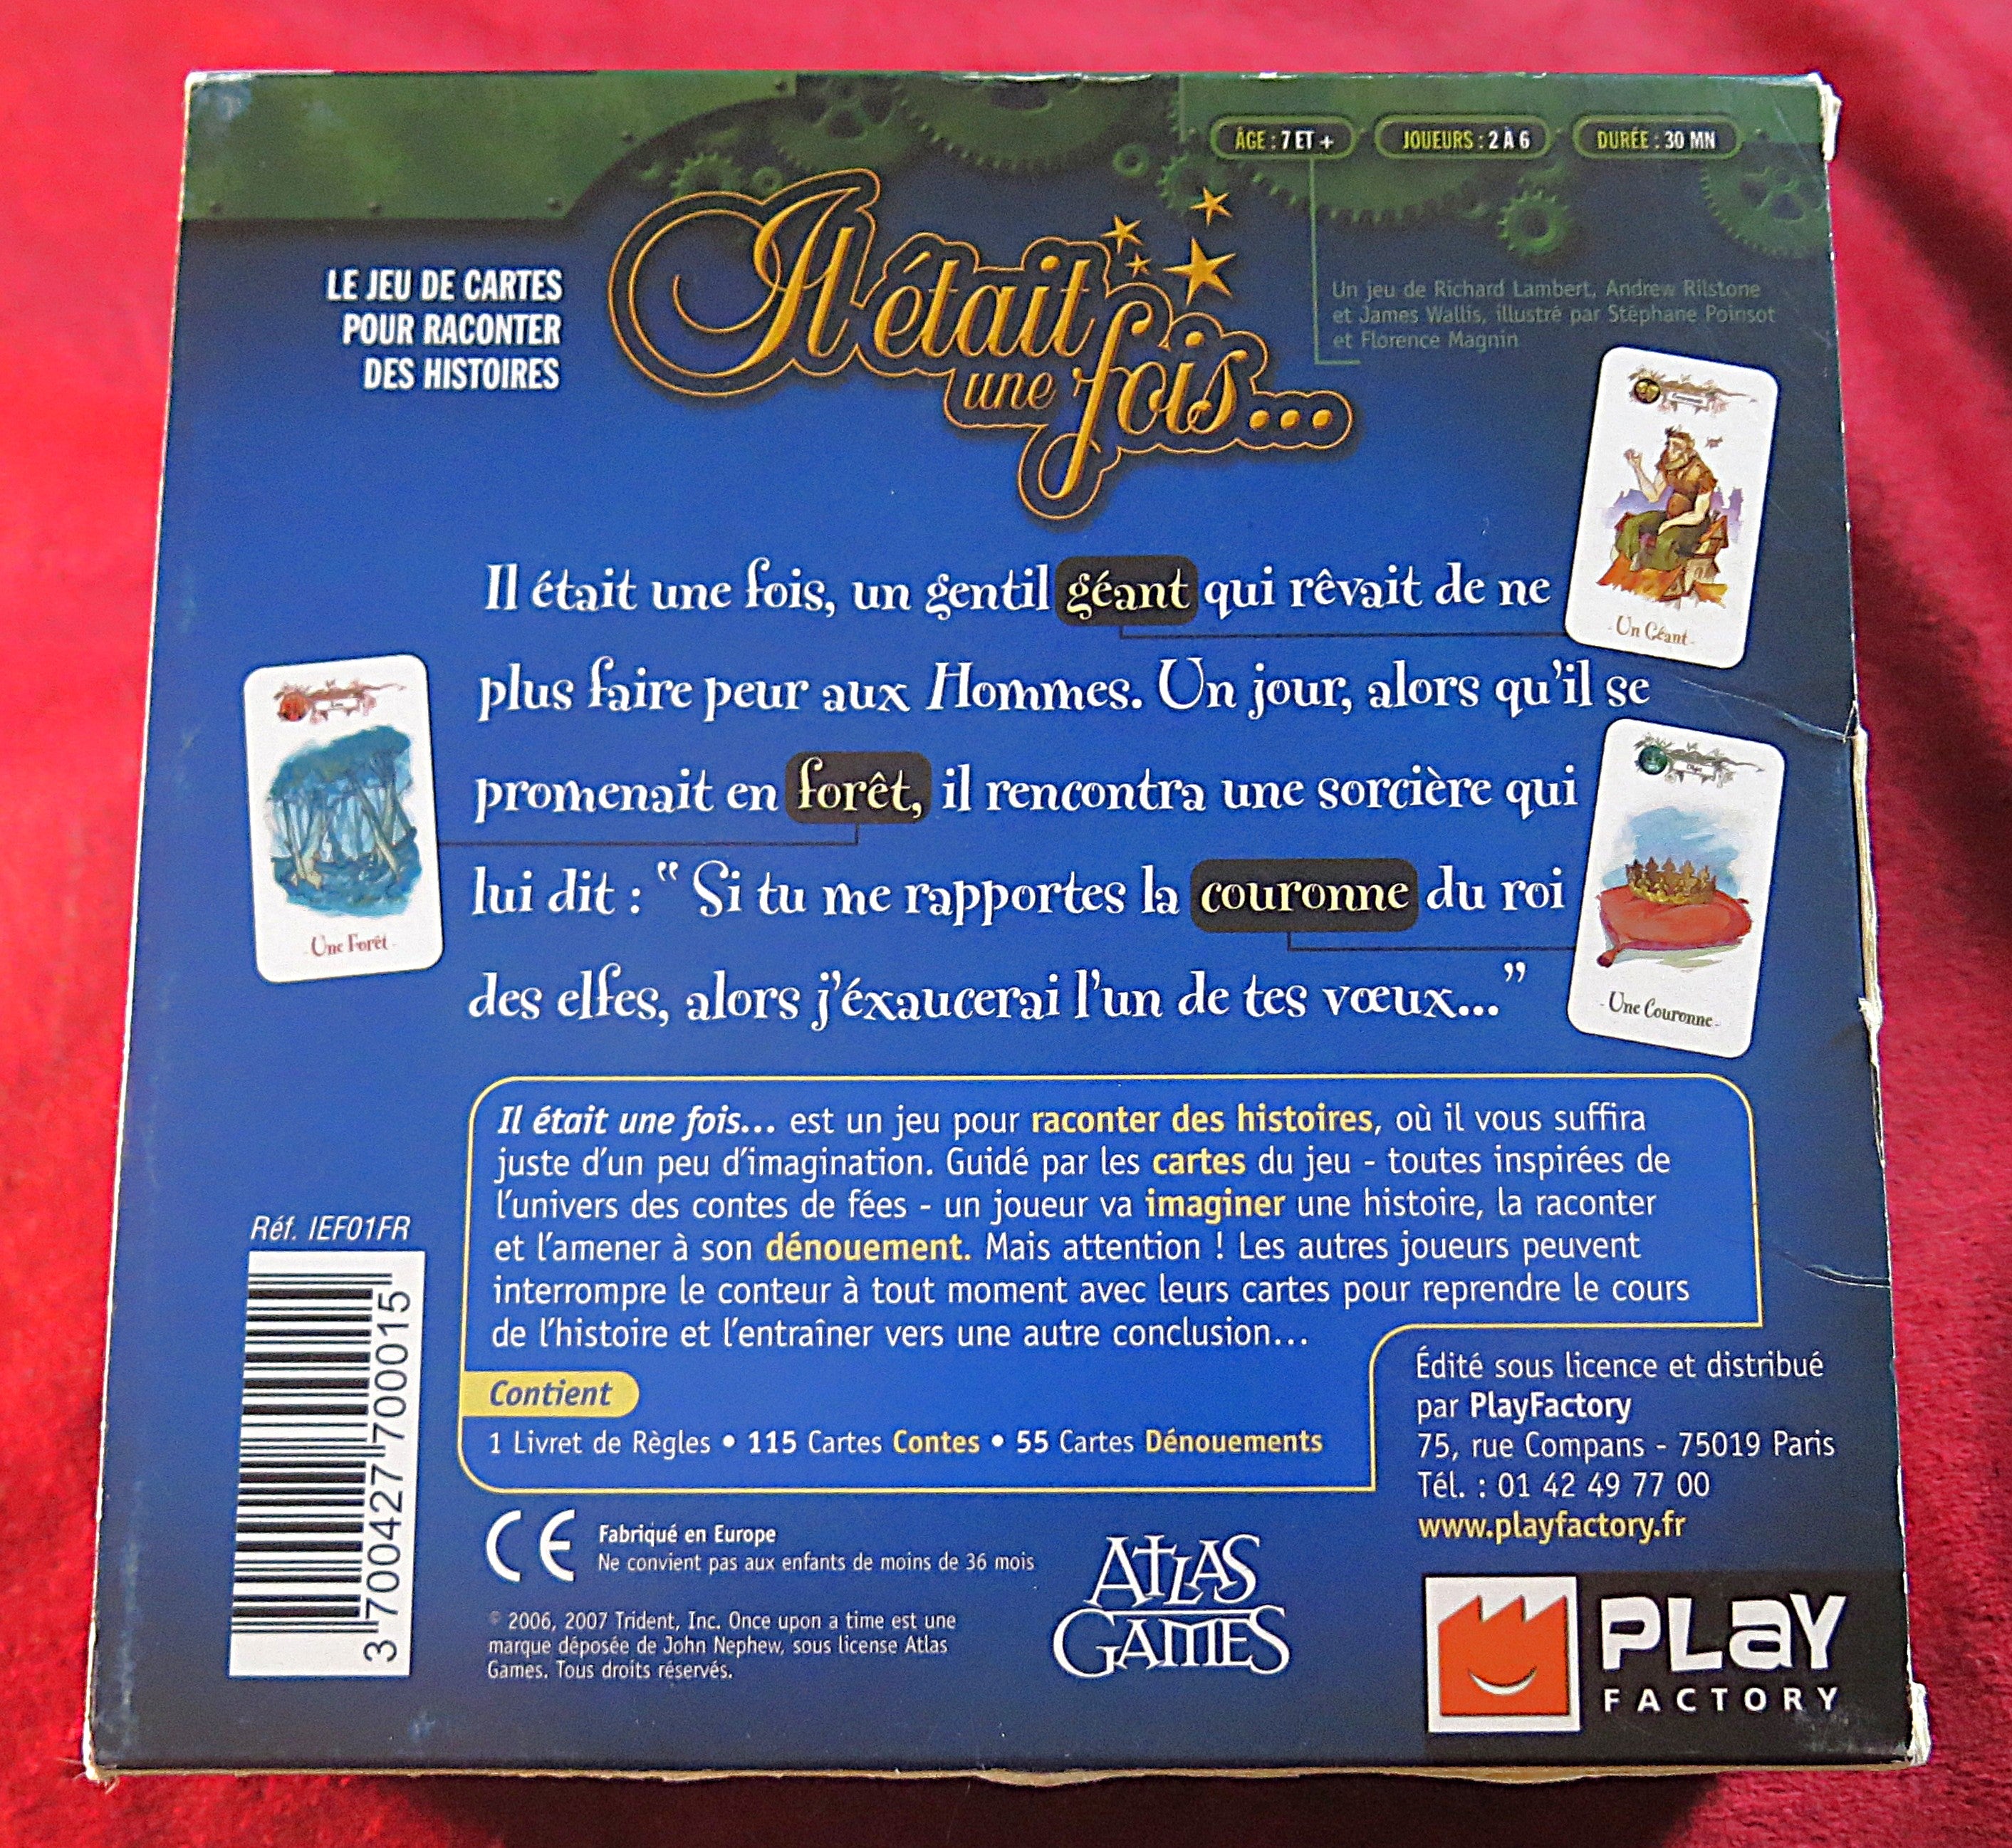 ÂGE : 7 ET +
JOUEURS : 2 À 6
DURÉE : 30 MN
LE JEU DE CARTES
POUR RACONTER
DES HISTOIRES
Il était
une fois...
Un jeu de Richard Lambert, Andrew Rilstone
et James Wallis, illustré par Stéphane Poinsot
et Florence Magnin
- Un Géant -
Il était une fois, un gentil géant qui rêvait de ne
plus faire peur aux Hommes. Un jour, alors qu'il se
promenait en forêt, il rencontra une sorcière qui
lui dit : “ Si tu me rapportes la couronne du roi
des elfes, alors j'éxaucerai l'un de tes vœux... ”
- Une Forêt -
- Une Couronne -
Il était une fois... est un jeu pour raconter des histoires, où il vous suffira
juste d'un peu d'imagination. Guidé par les cartes du jeu - toutes inspirées de
l'univers des contes de fées - un joueur va imaginer une histoire, la raconter
et l'amener à son dénouement. Mais attention ! Les autres joueurs peuvent
interrompre le conteur à tout moment avec leurs cartes pour reprendre le cours
de l'histoire et l'entraîner vers une autre conclusion...
Contient
1 Livret de Règles • 115 Cartes Contes • 55 Cartes Dénouements
Réf. IEF01FR
3 700427 700015
CE
Fabriqué en Europe
Ne convient pas aux enfants de moins de 36 mois
© 2006, 2007 Trident, Inc. Once upon a time est une
marque déposée de John Nephew, sous license Atlas
Games. Tous droits réservés.
ATLAS
GAMES
Édité sous licence et distribué
par PlayFactory
75, rue Compans - 75019 Paris
Tél. : 01 42 49 77 00
www.playfactory.fr
PLaY
FACTORY